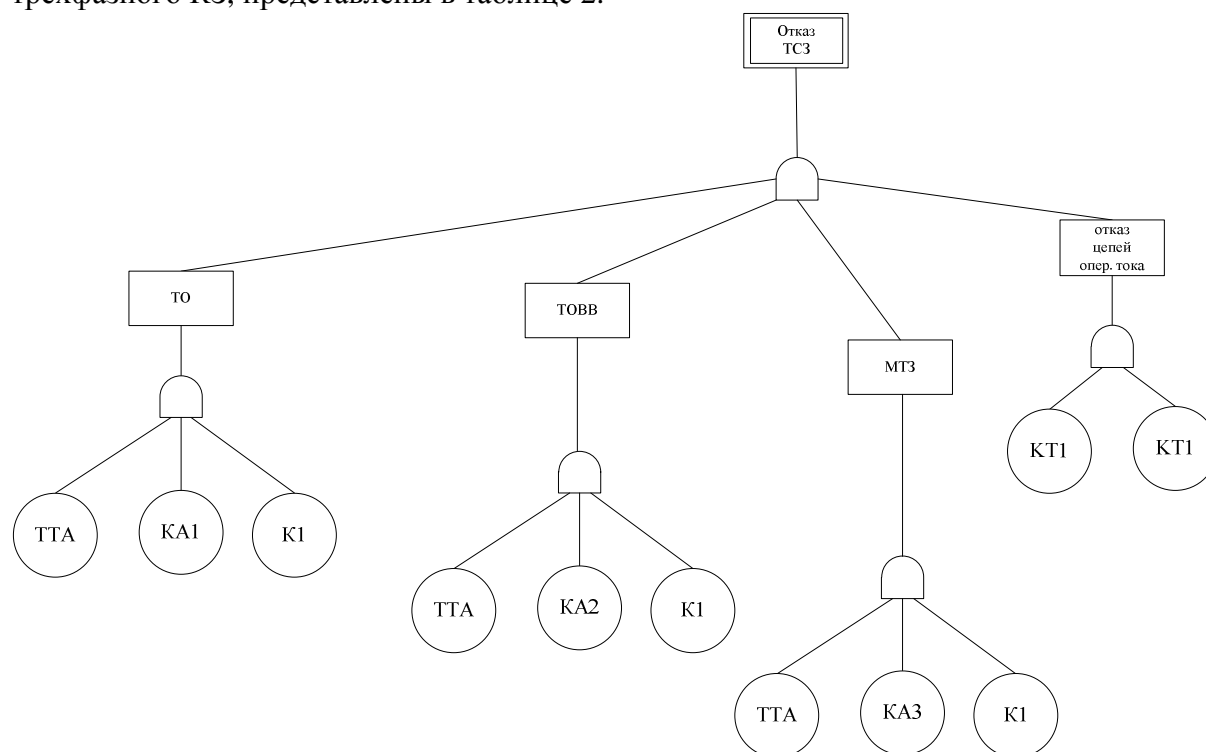 трехфазного КЗ, представлены в таблице 2.
Отказ
ТСЗ
отказ
цепей
опер. тока
ТО
ТОВВ
МТЗ
КТ1
КТ1
ТТА
КА1
К1
ТТА
КА2
К1
ТТА
КА3
К1